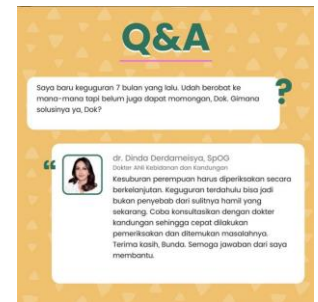 Q&A
Saya baru keguguran 7 bulan yang lalu. Udah berobat ke
mana-mana tapi belum juga dapat momongan, Dok. Gimana
solusinya ya, Dok?
?
“
dr. Dinda Derdameisya, SpOG
Dokter Ahli Kebidanan dan Kandungan
Kesuburan perempuan harus diperiksakan secara
berkelanjutan. Keguguran terdahulu bisa jadi
bukan penyebab dari sulitnya hamil yang
sekarang. Coba konsultasikan dengan dokter
kandungan sehingga cepat dilakukan
pemeriksaan dan ditemukan masalahnya.
Terima kasih, Bunda. Semoga jawaban dari saya
membantu.